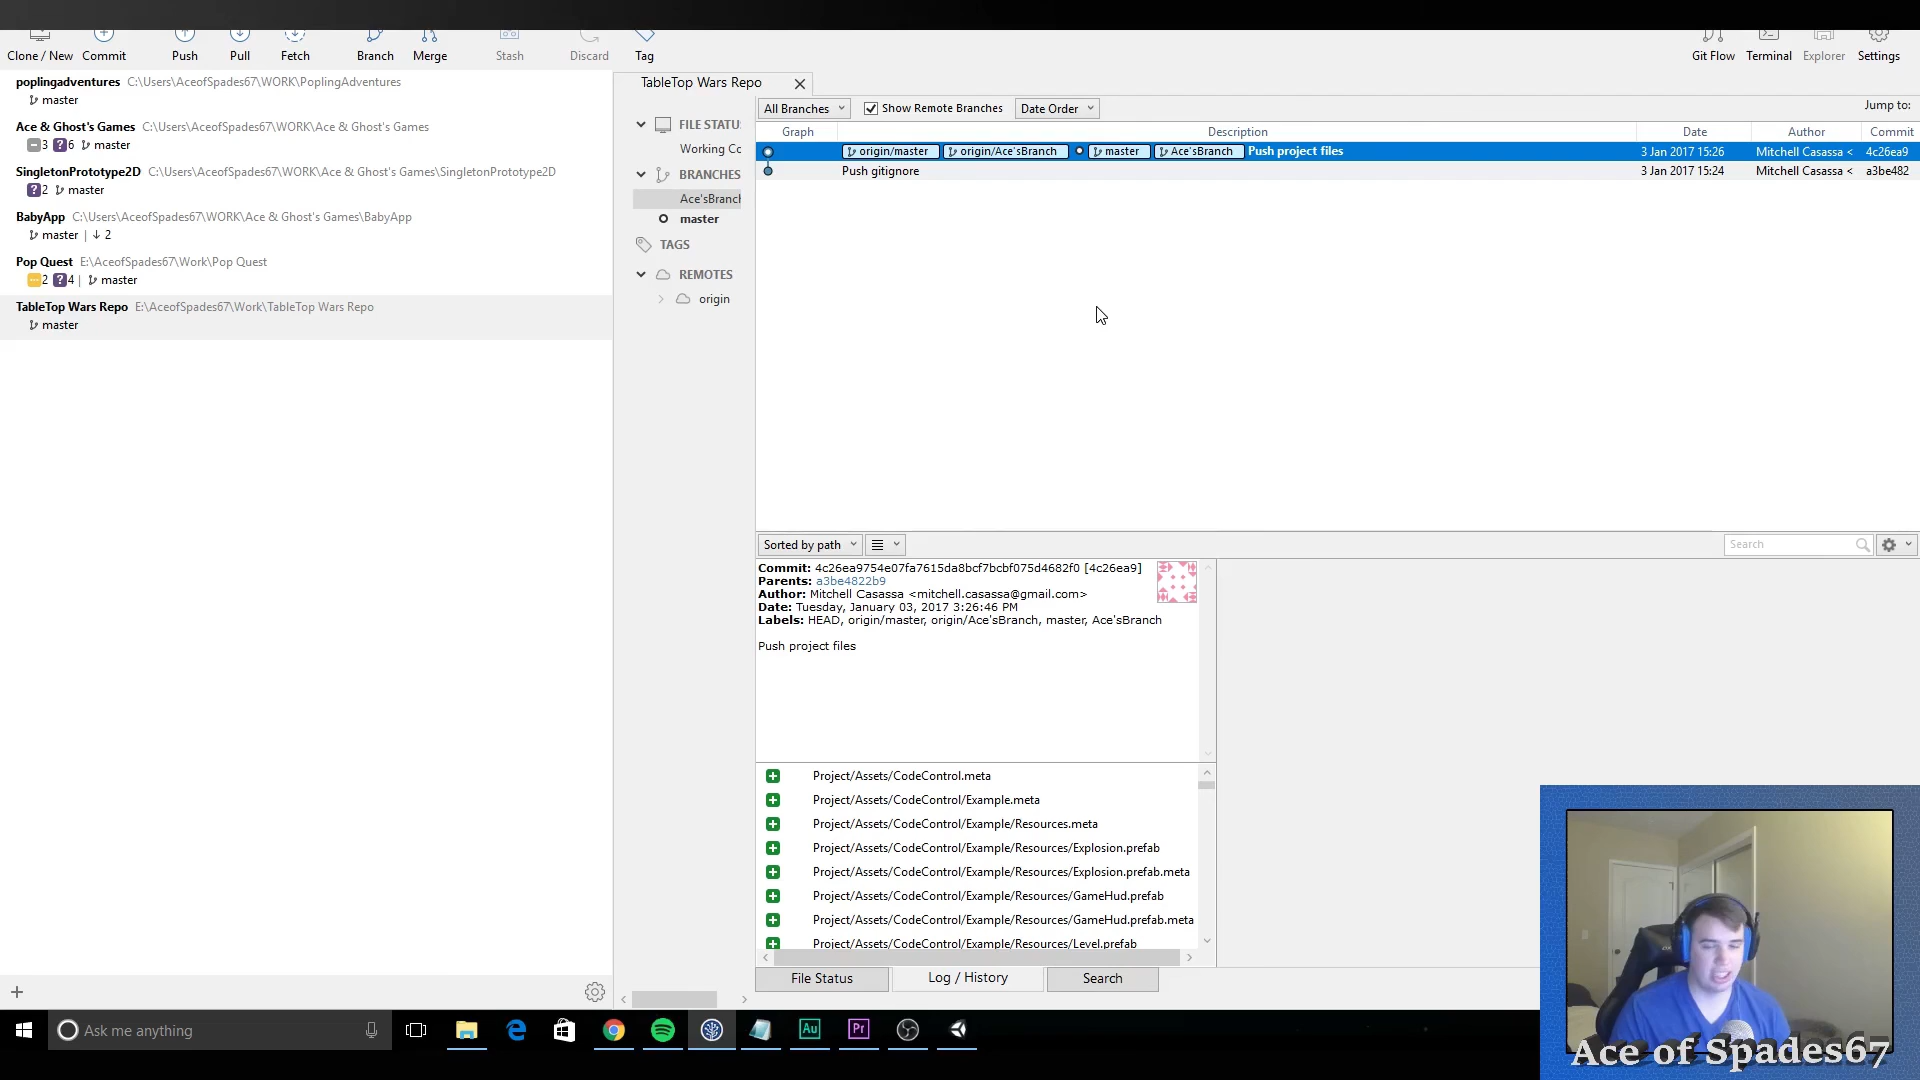 Clone / New Commit Push Pull Fetch Branch Merge Stash Discard Tag Git Flow Terminal Explorer Settings
poplingadventures C:\Users\AceofSpades67\WORK\PoplingAdventures
master
Ace & Ghost's Games C:\Users\AceofSpades67\WORK\Ace & Ghost's Games
3 ? 6 master
SingletonPrototype2D C:\Users\AceofSpades67\WORK\Ace & Ghost's Games\SingletonPrototype2D
? 2 master
BabyApp C:\Users\AceofSpades67\WORK\Ace & Ghost's Games\BabyApp
master | ↓ 2
Pop Quest E:\AceofSpades67\Work\Pop Quest
2 ? 4 | master
TableTop Wars Repo E:\AceofSpades67\Work\TableTop Wars Repo
master
TableTop Wars Repo
FILE STATU
Working Co
BRANCHES
Ace'sBranch
master
TAGS
REMOTES
origin
All Branches Show Remote Branches Date Order Jump to:
Graph Description Date Author Commit
origin/master origin/Ace'sBranch master Ace'sBranch Push project files 3 Jan 2017 15:26 Mitchell Casassa < 4c26ea9
Push gitignore 3 Jan 2017 15:24 Mitchell Casassa < a3be482
Sorted by path Search
Commit: 4c26ea9754e07fa7615da8bcf7bcbf075d4682f0 [4c26ea9]
Parents: a3be4822b9
Author: Mitchell Casassa <mitchell.casassa@gmail.com>
Date: Tuesday, January 03, 2017 3:26:46 PM
Labels: HEAD, origin/master, origin/Ace'sBranch, master, Ace'sBranch
Push project files
Project/Assets/CodeControl.meta
Project/Assets/CodeControl/Example.meta
Project/Assets/CodeControl/Example/Resources.meta
Project/Assets/CodeControl/Example/Resources/Explosion.prefab
Project/Assets/CodeControl/Example/Resources/Explosion.prefab.meta
Project/Assets/CodeControl/Example/Resources/GameHud.prefab
Project/Assets/CodeControl/Example/Resources/GameHud.prefab.meta
Project/Assets/CodeControl/Example/Resources/Level.prefab
File Status Log / History Search
Ask me anything
Au Pr
Ace of Spades67